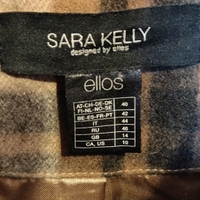 SARA KELLY
designed by ellos
ellos
AT-CH-DE-DK
FI-NL-NO-SE 40
BE-ES-FR-PT 42
IT 44
RU 46
GB 14
CA, US 10